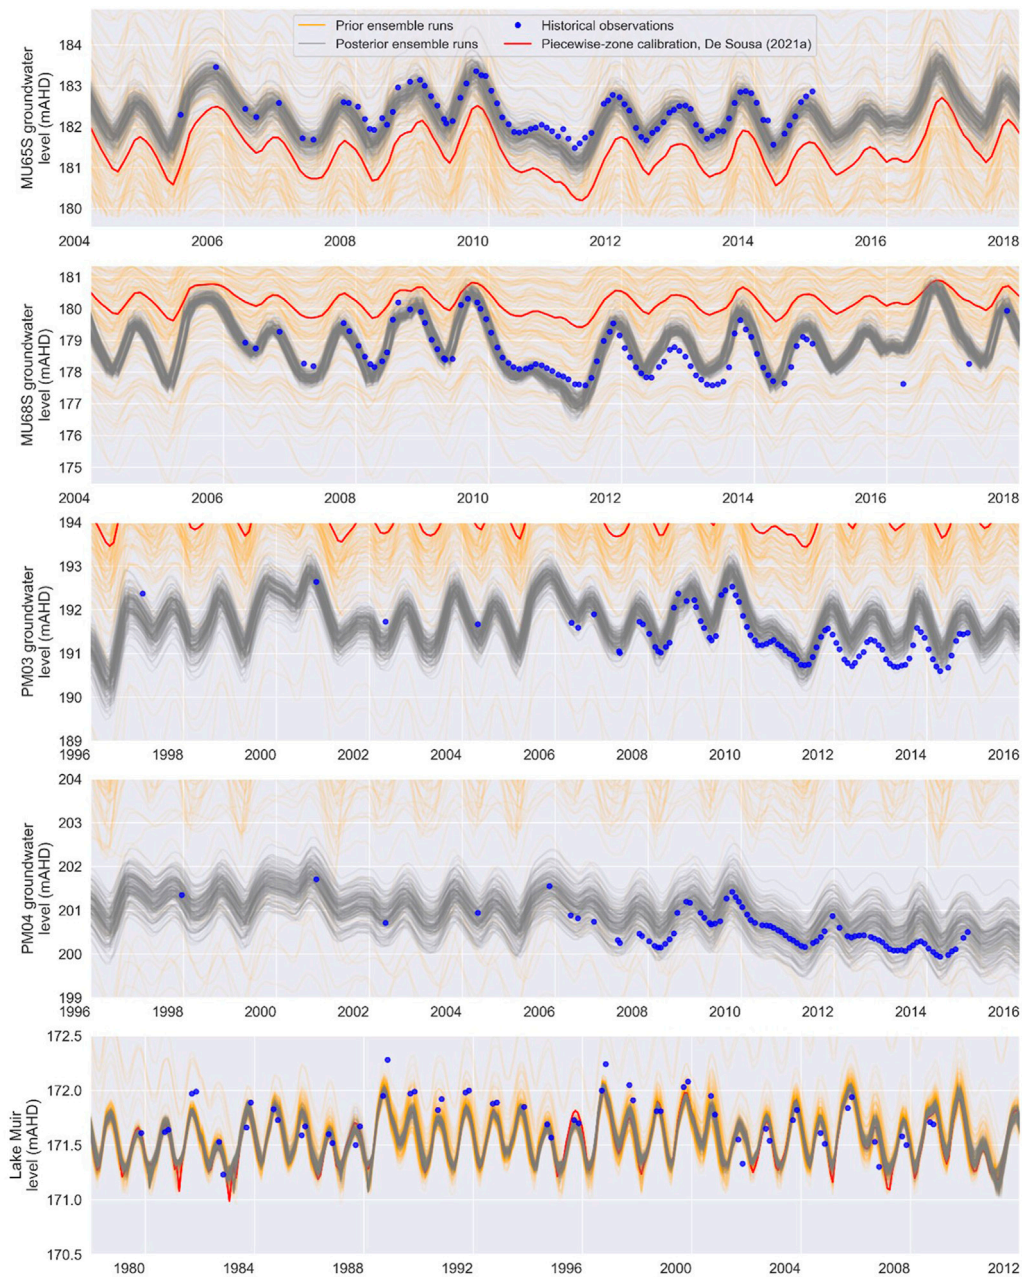 Prior ensemble runs
Historical observations
Posterior ensemble runs
Piecewise-zone calibration, De Sousa (2021a)
MU65S groundwater
level (mAHD)
184
183
182
181
180
2004 2006 2008 2010 2012 2014 2016 2018
MU68S groundwater
level (mAHD)
181
180
179
178
177
176
175
2004 2006 2008 2010 2012 2014 2016 2018
PM03 groundwater
level (mAHD)
194
193
192
191
190
189
1996 1998 2000 2002 2004 2006 2008 2010 2012 2014 2016
PM04 groundwater
level (mAHD)
204
203
202
201
200
199
1996 1998 2000 2002 2004 2006 2008 2010 2012 2014 2016
Lake Muir
level (mAHD)
172.5
172.0
171.5
171.0
170.5
1980 1984 1988 1992 1996 2000 2004 2008 2012